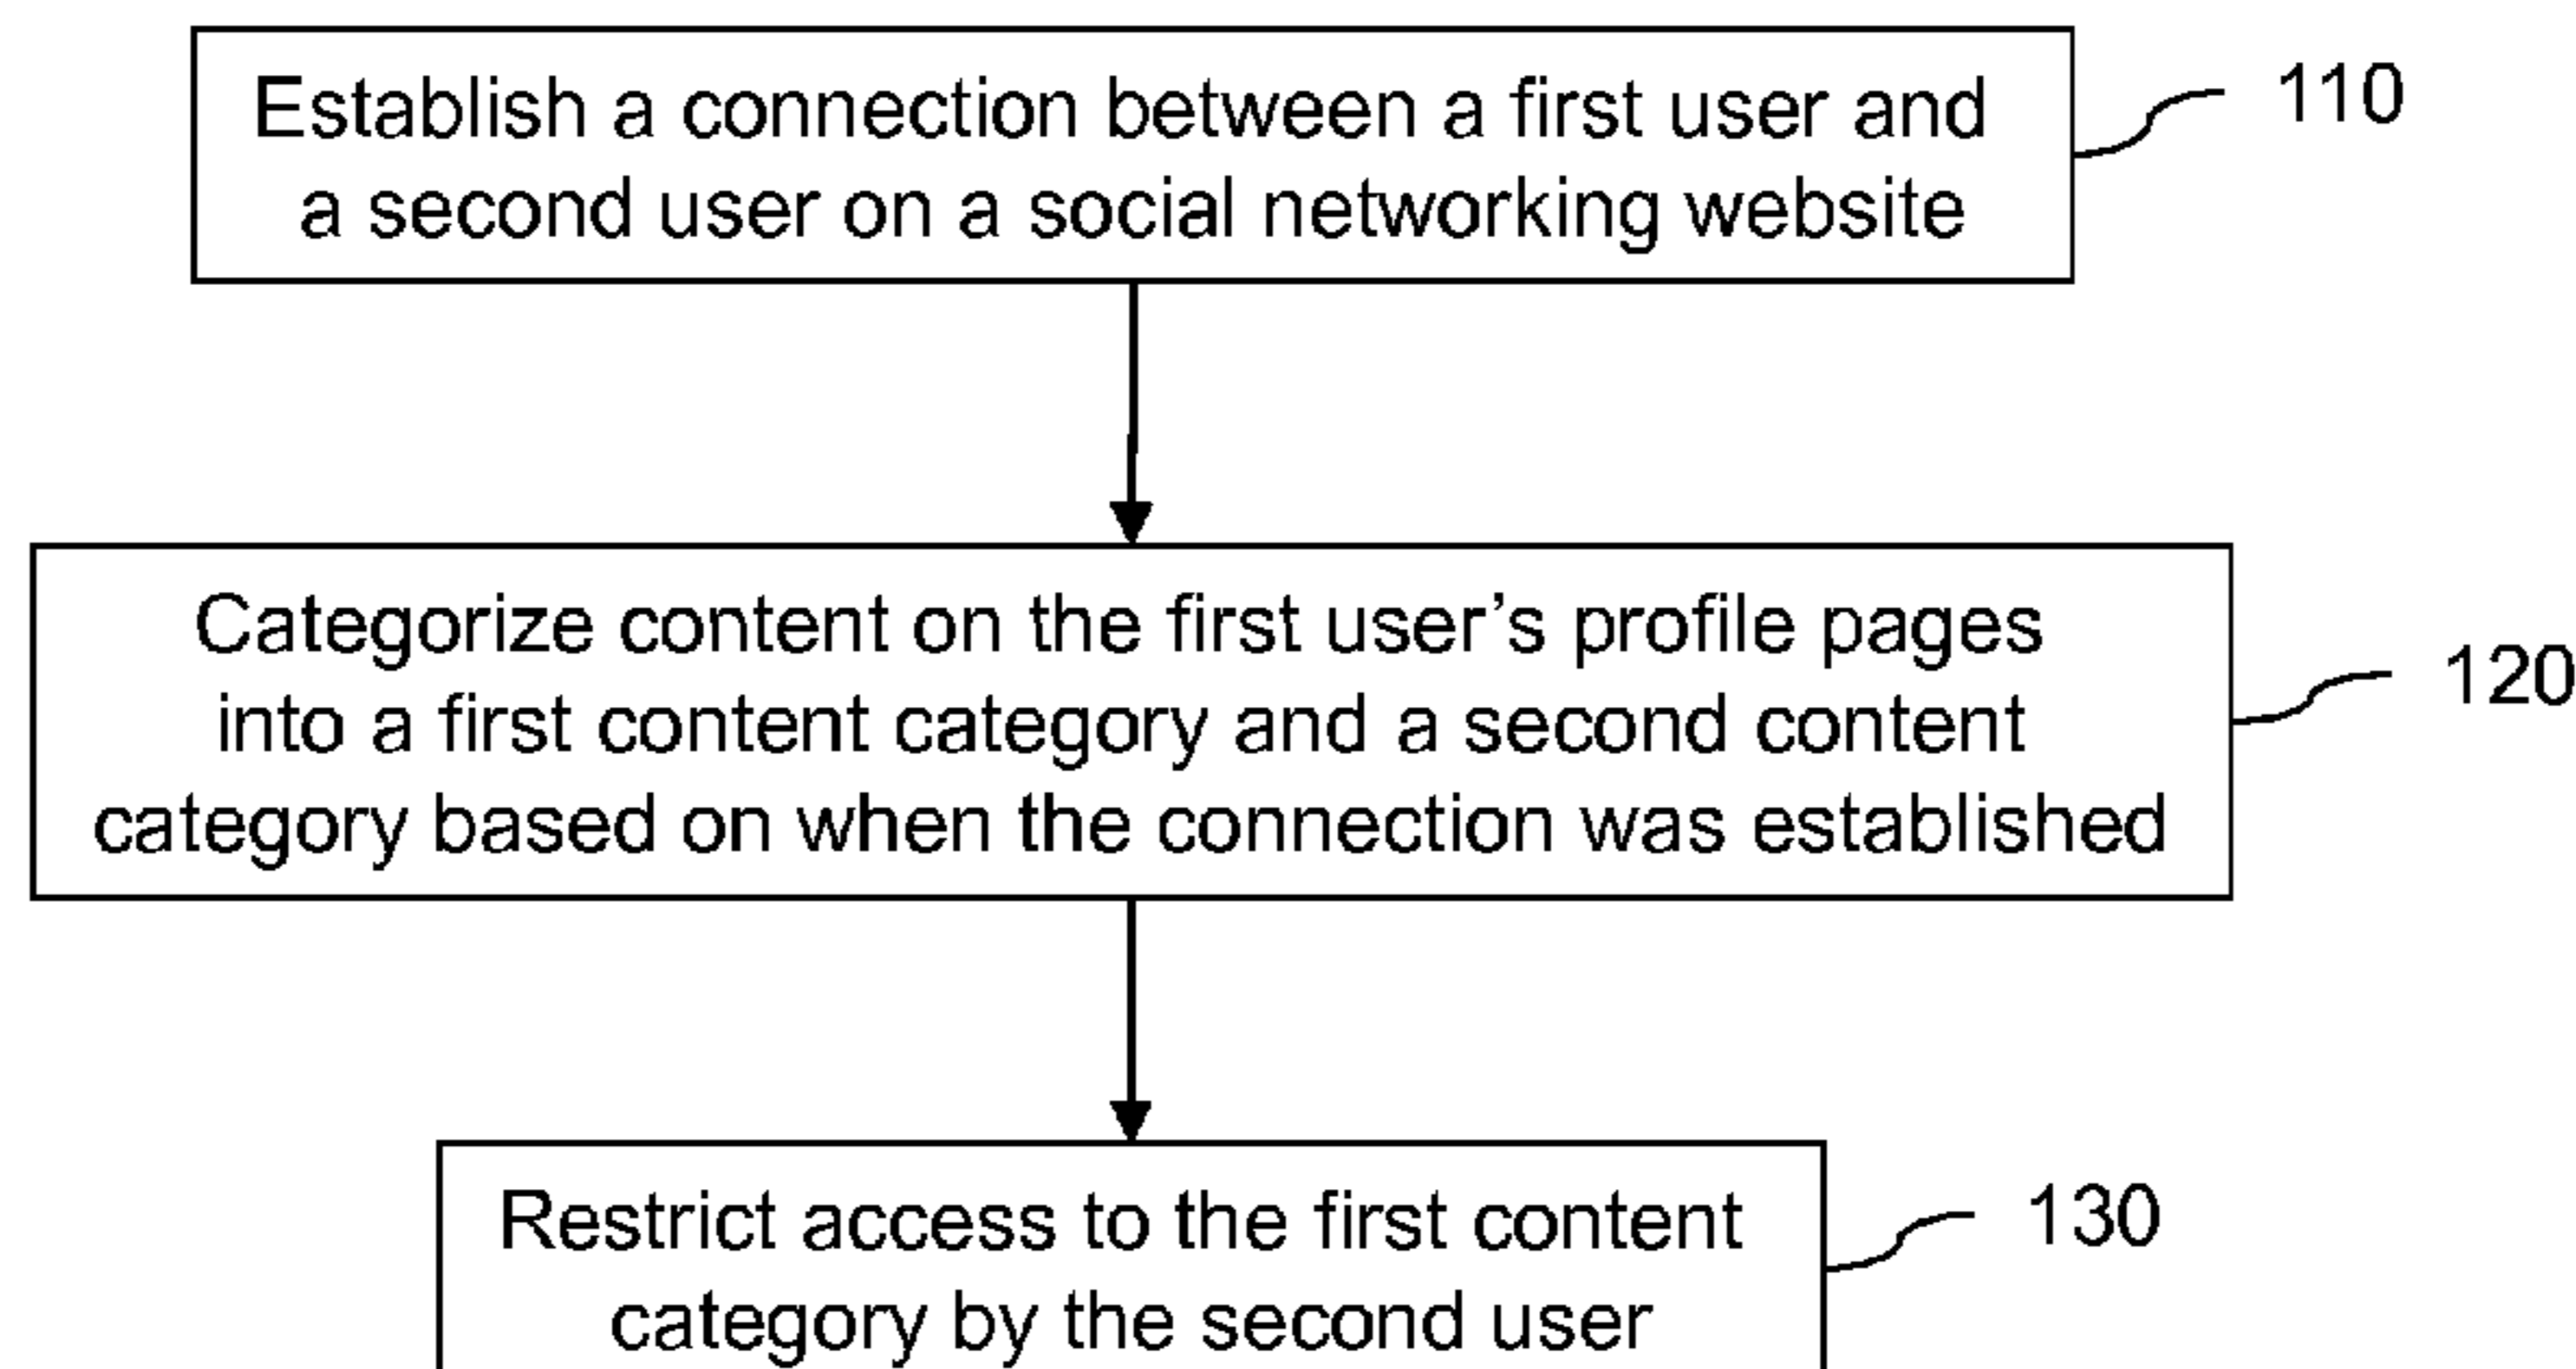 Establish a connection between a first user and
a second user on a social networking website
110
Categorize content on the first user’s profile pages
into a first content category and a second content
category based on when the connection was established
120
Restrict access to the first content
category by the second user
130